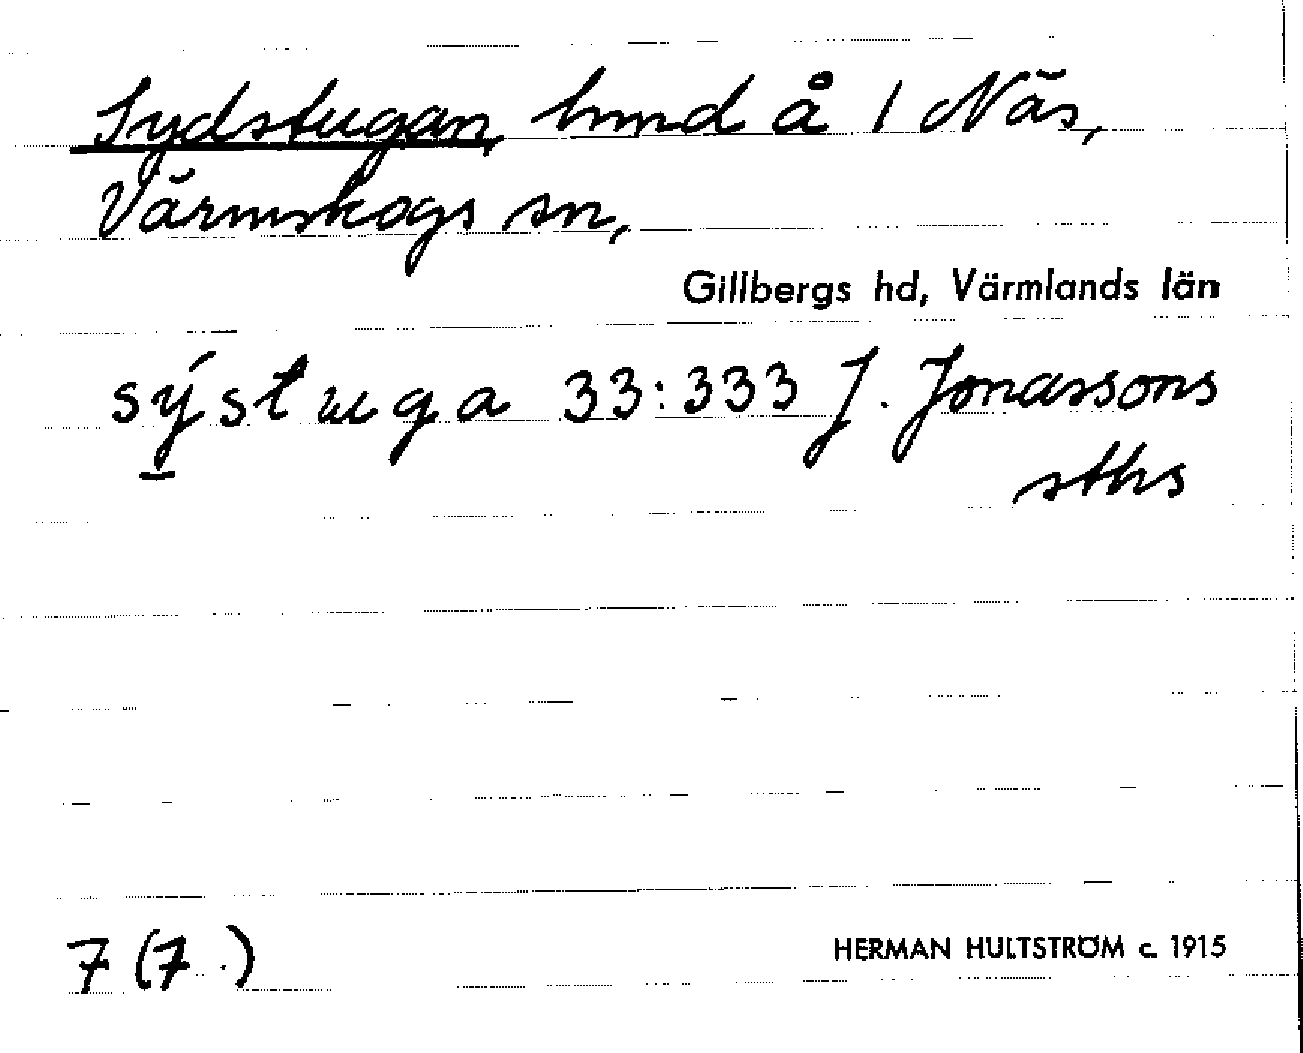 Sydstugan, hmd å 1 Näs,
Värmskogs sn,
Gillbergs hd, Värmlands län
sýstuga 33:333 J. Jonassons
sths
7 (7 .)
HERMAN HULTSTRÖM c. 1915